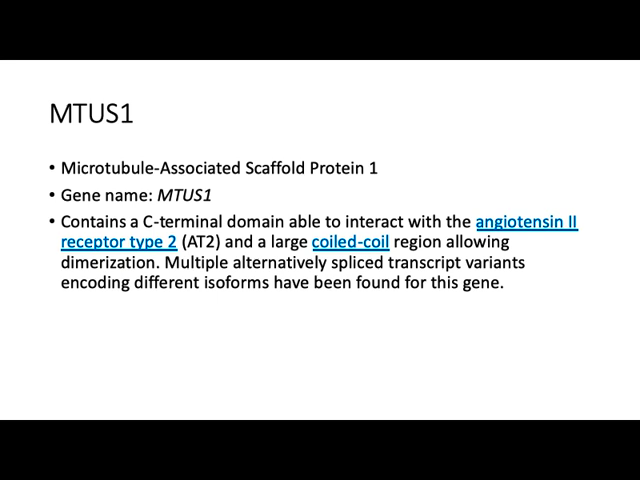 MTUS1
• Microtubule-Associated Scaffold Protein 1
• Gene name: MTUS1
• Contains a C-terminal domain able to interact with the angiotensin II
receptor type 2 (AT2) and a large coiled-coil region allowing
dimerization. Multiple alternatively spliced transcript variants
encoding different isoforms have been found for this gene.